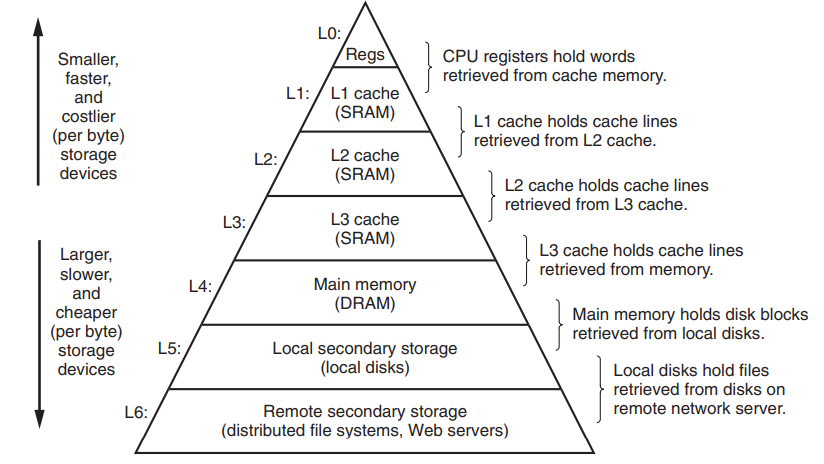 L0:
Regs
CPU registers hold words
retrieved from cache memory.
Smaller,
faster,
and
costlier
(per byte)
storage
devices
L1:
L1 cache
(SRAM)
L1 cache holds cache lines
retrieved from L2 cache.
L2:
L2 cache
(SRAM)
L2 cache holds cache lines
retrieved from L3 cache.
L3:
L3 cache
(SRAM)
L3 cache holds cache lines
retrieved from memory.
Larger,
slower,
and
cheaper
(per byte)
storage
devices
L4:
Main memory
(DRAM)
Main memory holds disk blocks
retrieved from local disks.
L5:
Local secondary storage
(local disks)
Local disks hold files
retrieved from disks on
remote network server.
L6:
Remote secondary storage
(distributed file systems, Web servers)